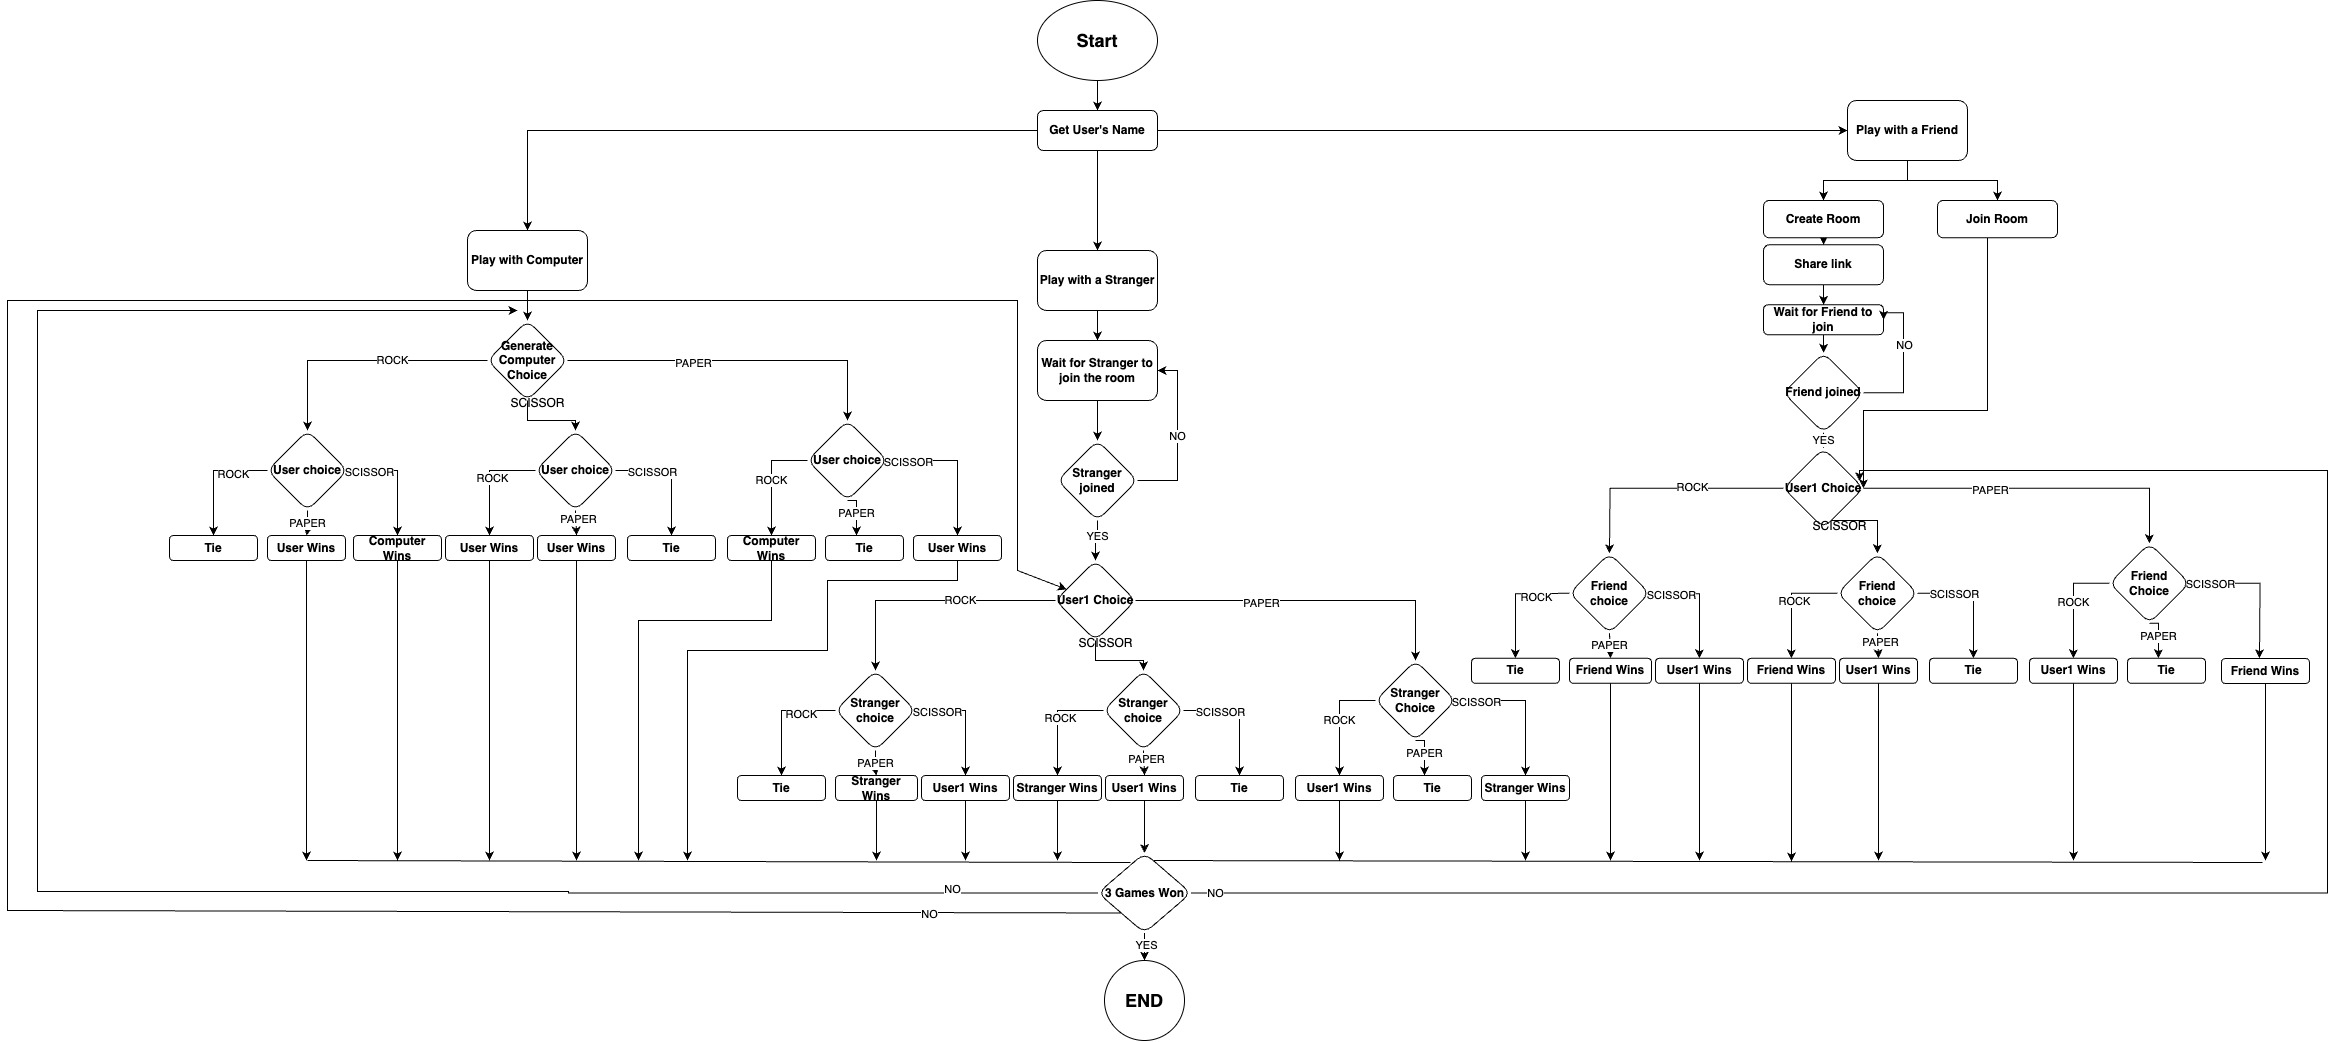 Start
Get User's Name
Play with a Friend
Create Room
Join Room
Play with Computer
Play with a Stranger
Share link
Wait for Friend to
join
NO
Generate
Computer
Choice
ROCK
PAPER
SCISSOR
Wait for Stranger to
join the room
NO
Friend joined
YES
User choice
ROCK
SCISSOR
PAPER
User choice
ROCK
SCISSOR
PAPER
User choice
ROCK
SCISSOR
PAPER
Stranger
joined
YES
User1 Choice
ROCK
PAPER
SCISSOR
Tie
User Wins
Computer
Wins
User Wins
User Wins
Tie
Computer
Wins
Tie
User Wins
User1 Choice
ROCK
PAPER
SCISSOR
Friend
choice
ROCK
SCISSOR
PAPER
Friend
choice
ROCK
SCISSOR
PAPER
Friend
Choice
ROCK
SCISSOR
PAPER
Tie
Friend Wins
User1 Wins
Friend Wins
User1 Wins
Tie
User1 Wins
Tie
Friend Wins
Stranger
choice
ROCK
SCISSOR
PAPER
Stranger
choice
ROCK
SCISSOR
PAPER
Stranger
Choice
ROCK
SCISSOR
PAPER
Tie
Stranger
Wins
User1 Wins
Stranger Wins
User1 Wins
Tie
User1 Wins
Tie
Stranger Wins
NO
3 Games Won
NO
NO
YES
END